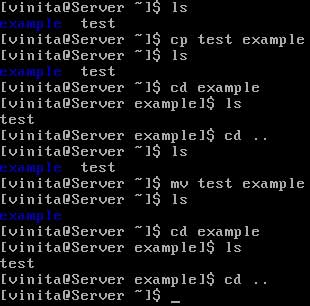 [vinita@Server ~]$ ls
example  test
[vinita@Server ~]$ cp test example
[vinita@Server ~]$ ls
example  test
[vinita@Server ~]$ cd example
[vinita@Server example]$ ls
test
[vinita@Server example]$ cd ..
[vinita@Server ~]$ ls
example  test
[vinita@Server ~]$ mv test example
[vinita@Server ~]$ ls
example
[vinita@Server ~]$ cd example
[vinita@Server example]$ ls
test
[vinita@Server example]$ cd ..
[vinita@Server ~]$ _